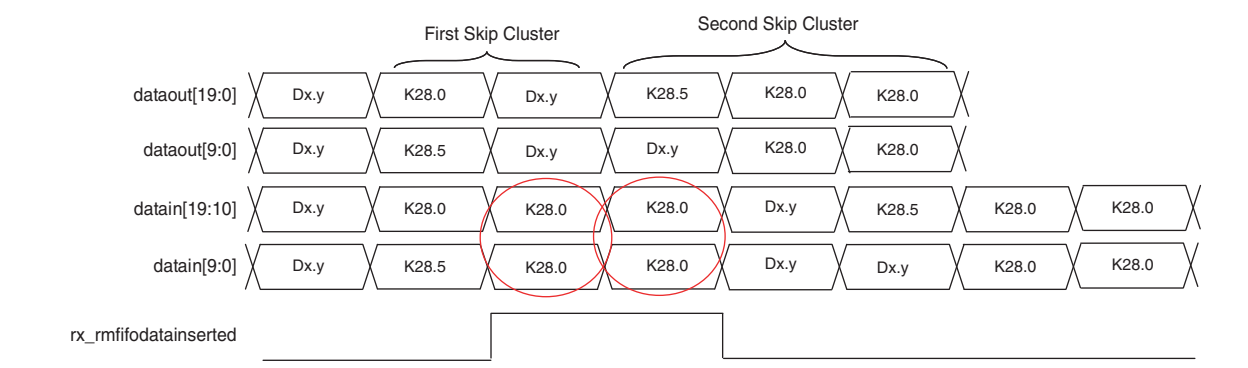 First Skip Cluster Second Skip Cluster
dataout[19:0] Dx.y K28.0 Dx.y K28.5 K28.0 K28.0
dataout[9:0] Dx.y K28.5 Dx.y Dx.y K28.0 K28.0
datain[19:10] Dx.y K28.0 K28.0 K28.0 Dx.y K28.5 K28.0 K28.0
datain[9:0] Dx.y K28.5 K28.0 K28.0 Dx.y Dx.y K28.0 K28.0
rx_rmfifodatainserted